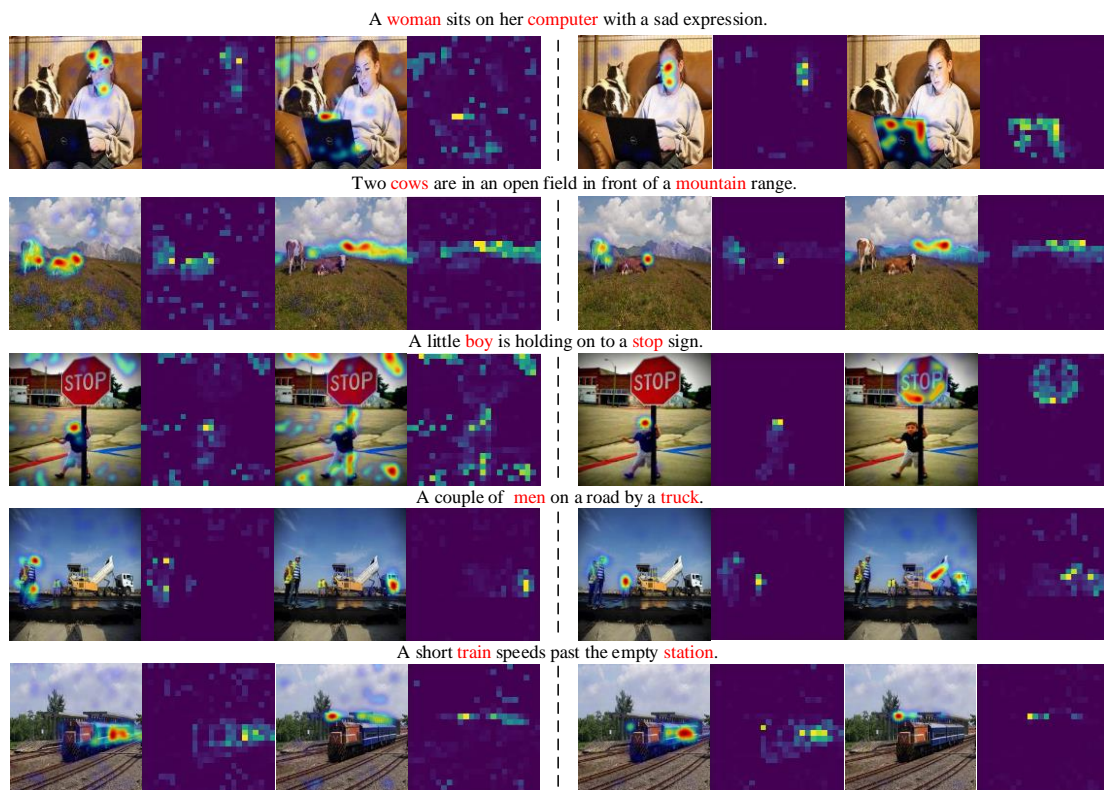 A woman sits on her computer with a sad expression.
Two cows are in an open field in front of a mountain range.
A little boy is holding on to a stop sign.
STOP
STOP
STOP
STOP
A couple of men on a road by a truck.
A short train speeds past the empty station.